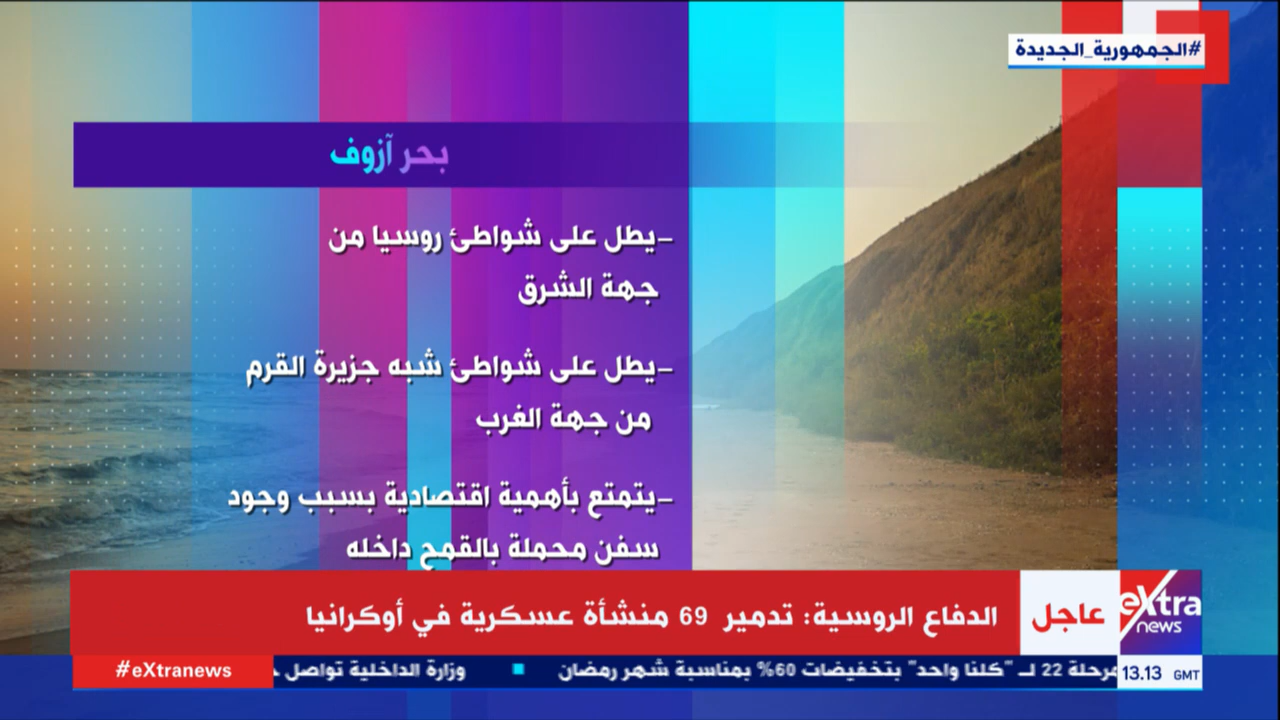 #الجمهورية_الجديدة
بحر آزوف
-يطل على شواطئ روسيا من
جهة الشرق
-يطل على شواطئ شبه جزيرة القرم
من جهة الغرب
-يتمتع بأهمية اقتصادية بسبب وجود
سفن محملة بالقمح داخله
عاجل
الدفاع الروسية: تدمير 69 منشأة عسكرية في أوكرانيا
eXtra
news
مرحلة 22 لـ "كلنا واحد" بتخفيضات 60% بمناسبة شهر رمضان ■ وزارة الداخلية تواصل
#eXtranews
13.13 GMT